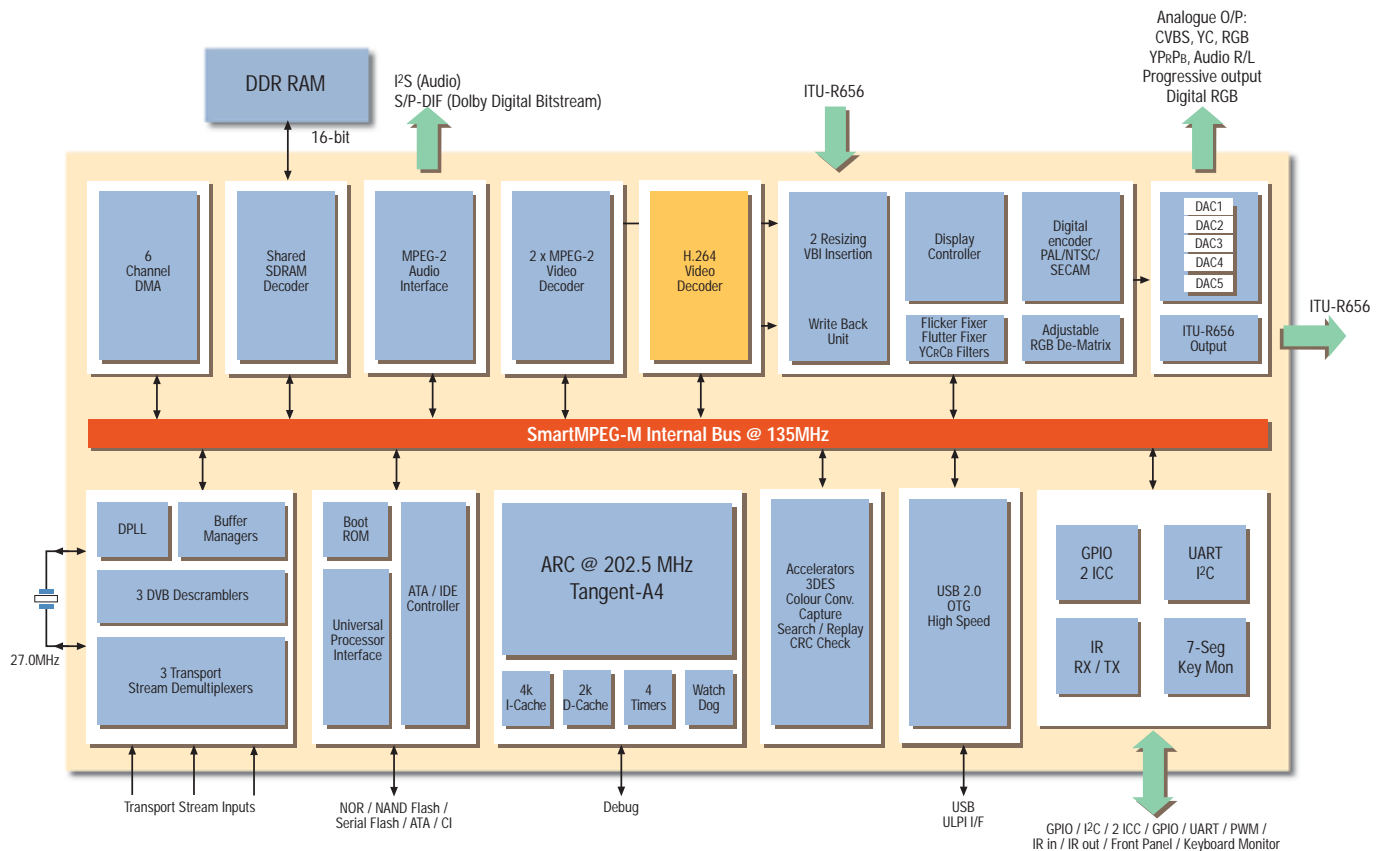 Analogue O/P:
CVBS, YC, RGB
YPRPB, Audio R/L
Progressive output
Digital RGB
DDR RAM
I²S (Audio)
S/P-DIF (Dolby Digital Bitstream)
ITU-R656
16-bit
6
Channel
DMA
Shared
SDRAM
Decoder
MPEG-2
Audio
Interface
2 x MPEG-2
Video
Decoder
H.264
Video
Decoder
2 Resizing
VBI Insertion
Write Back
Unit
Display
Controller
Flicker Fixer
Flutter Fixer
YCRCB Filters
Digital
encoder
PAL/NTSC/
SECAM
Adjustable
RGB De-Matrix
DAC1
DAC2
DAC3
DAC4
DAC5
ITU-R656
Output
ITU-R656
SmartMPEG-M Internal Bus @ 135MHz
DPLL
Buffer
Managers
3 DVB Descramblers
3 Transport
Stream Demultiplexers
27.0MHz
Boot
ROM
Universal
Processor
Interface
ATA / IDE
Controller
ARC @ 202.5 MHz
Tangent-A4
4k
I-Cache
2k
D-Cache
4
Timers
Watch
Dog
Accelerators
3DES
Colour Conv.
Capture
Search / Replay
CRC Check
USB 2.0
OTG
High Speed
GPIO
2 ICC
UART
I²C
IR
RX / TX
7-Seg
Key Mon
Transport Stream Inputs
NOR / NAND Flash /
Serial Flash / ATA / CI
Debug
USB
ULPI I/F
GPIO / I²C / 2 ICC / GPIO / UART / PWM /
IR in / IR out / Front Panel / Keyboard Monitor